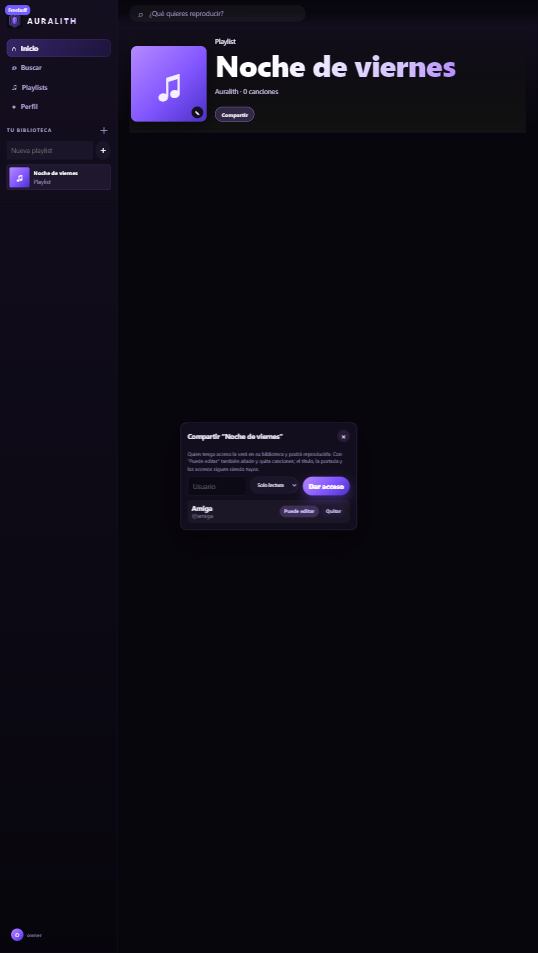 AURALITH
Inicio
Buscar
Playlists
Perfil
TU BIBLIOTECA
Nueva playlist
Noche de viernes
Playlist
owner
¿Qué quieres reproducir?
Playlist
Noche de viernes
Auralith · 0 canciones
Compartir
Compartir "Noche de viernes"
Quien tenga acceso la verá en su biblioteca y podrá reproducirla. Con
"Puede editar" también añade y quita canciones; el título, la portada y
los accesos siguen siendo tuyos.
Usuario
Solo lectura
Dar acceso
Amiga
@amiga
Puede editar
Quitar